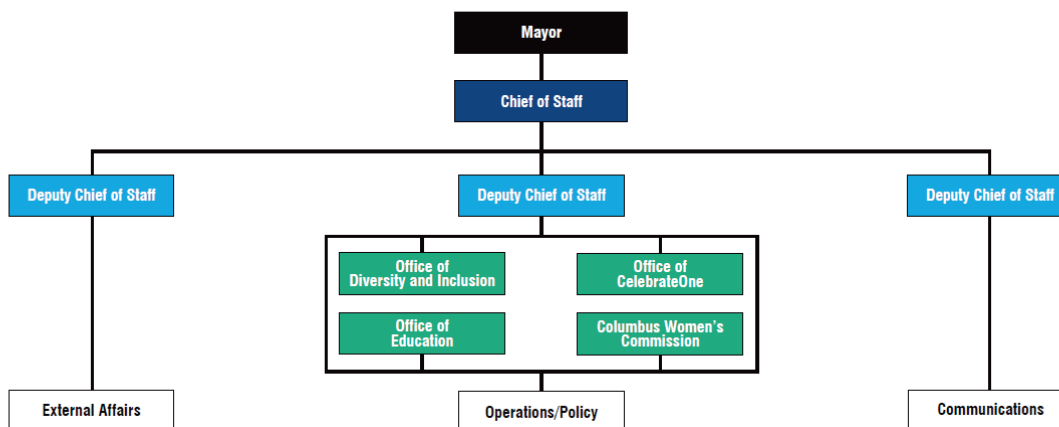 Mayor
Chief of Staff
Deputy Chief of Staff
Deputy Chief of Staff
Deputy Chief of Staff
Office of
Diversity and Inclusion
Office of
CelebrateOne
Office of
Education
Columbus Women's
Commission
External Affairs
Operations/Policy
Communications